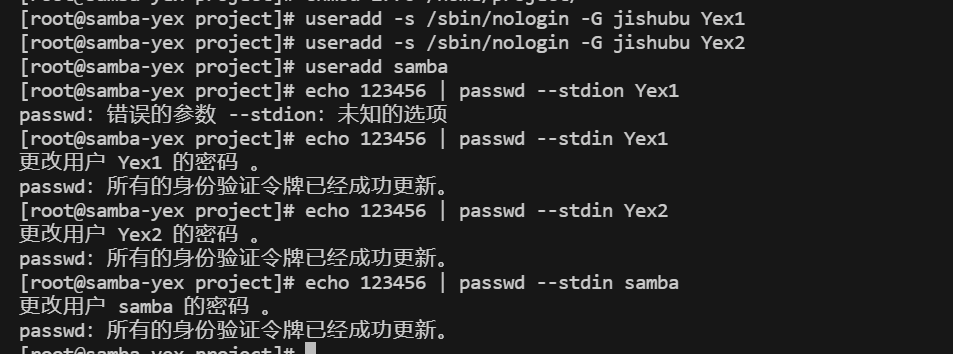 [root@samba-yex project]# useradd -s /sbin/nologin -G jishubu Yex1
[root@samba-yex project]# useradd -s /sbin/nologin -G jishubu Yex2
[root@samba-yex project]# useradd samba
[root@samba-yex project]# echo 123456 | passwd --stdion Yex1
passwd: 错误的参数 --stdion: 未知的选项
[root@samba-yex project]# echo 123456 | passwd --stdin Yex1
更改用户 Yex1 的密码 。
passwd: 所有的身份验证令牌已经成功更新。
[root@samba-yex project]# echo 123456 | passwd --stdin Yex2
更改用户 Yex2 的密码 。
passwd: 所有的身份验证令牌已经成功更新。
[root@samba-yex project]# echo 123456 | passwd --stdin samba
更改用户 samba 的密码 。
passwd: 所有的身份验证令牌已经成功更新。
[root@samba-yex project]#